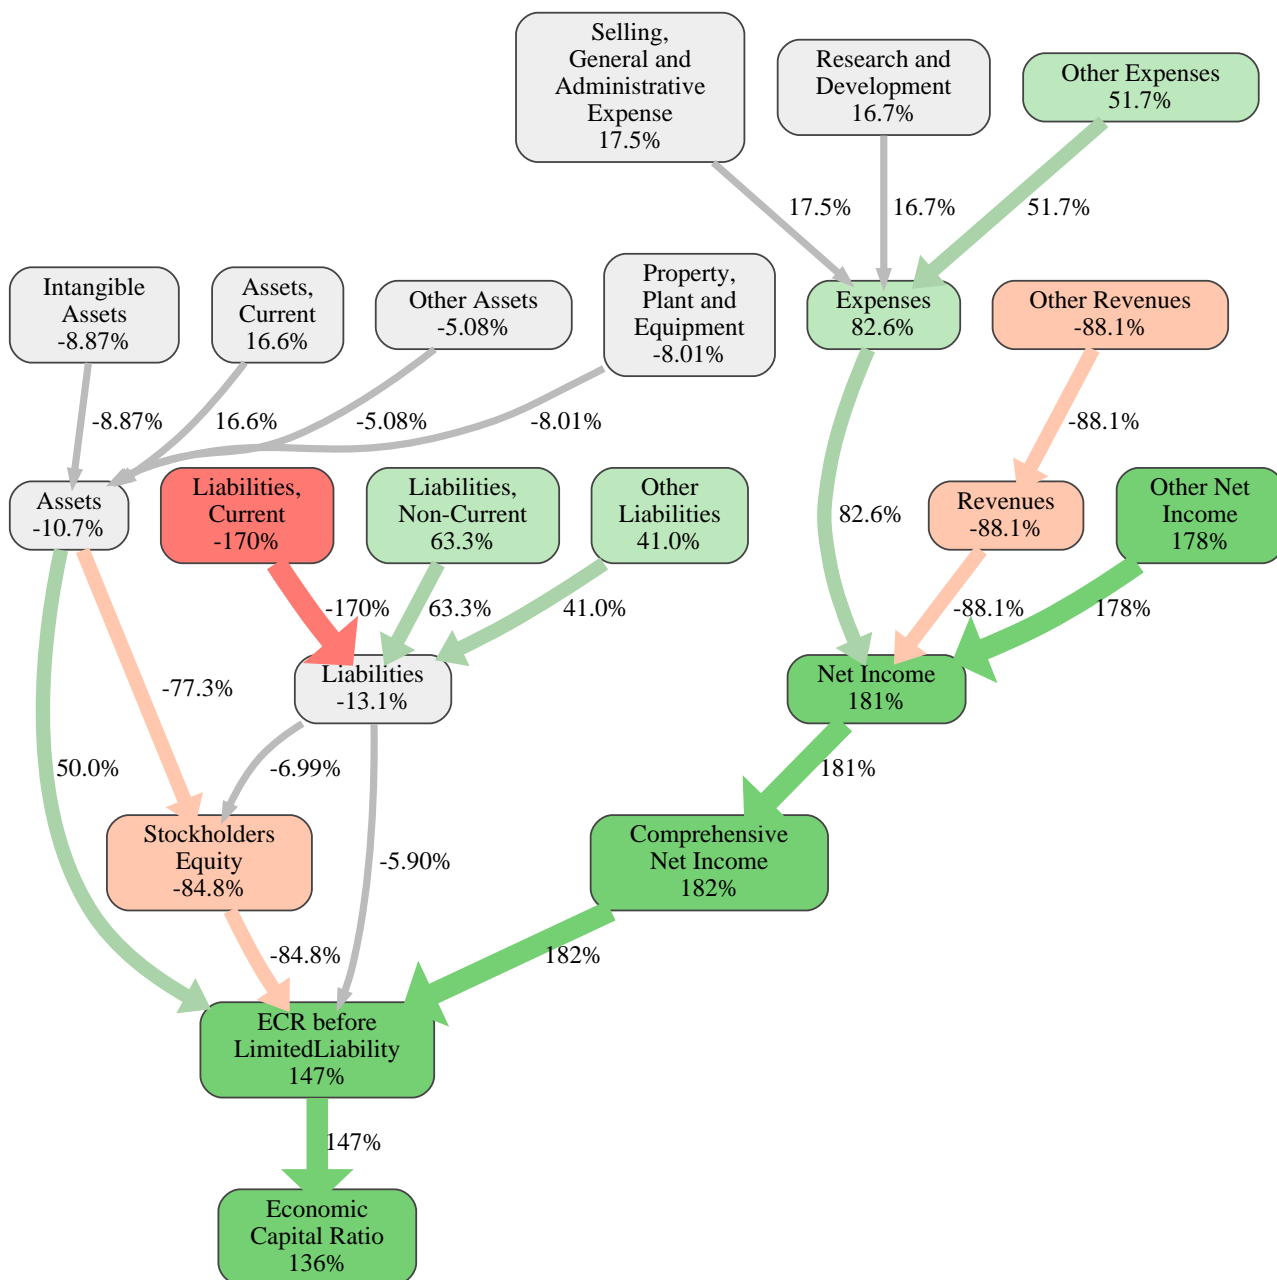 Selling,
General and
Administrative
Expense
17.5%
Research and
Development
16.7%
Other Expenses
51.7%
17.5%
16.7%
51.7%
Intangible
Assets
-8.87%
Assets,
Current
16.6%
Other Assets
-5.08%
Property,
Plant and
Equipment
-8.01%
Expenses
82.6%
Other Revenues
-88.1%
-8.87%
16.6%
-5.08%
-8.01%
-88.1%
Assets
-10.7%
Liabilities,
Current
-170%
Liabilities,
Non-Current
63.3%
Other
Liabilities
41.0%
82.6%
Revenues
-88.1%
Other Net
Income
178%
-170%
63.3%
41.0%
-88.1%
178%
Liabilities
-13.1%
Net Income
181%
-77.3%
50.0%
-6.99%
181%
Stockholders
Equity
-84.8%
-5.90%
Comprehensive
Net Income
182%
-84.8%
182%
ECR before
LimitedLiability
147%
147%
Economic
Capital Ratio
136%